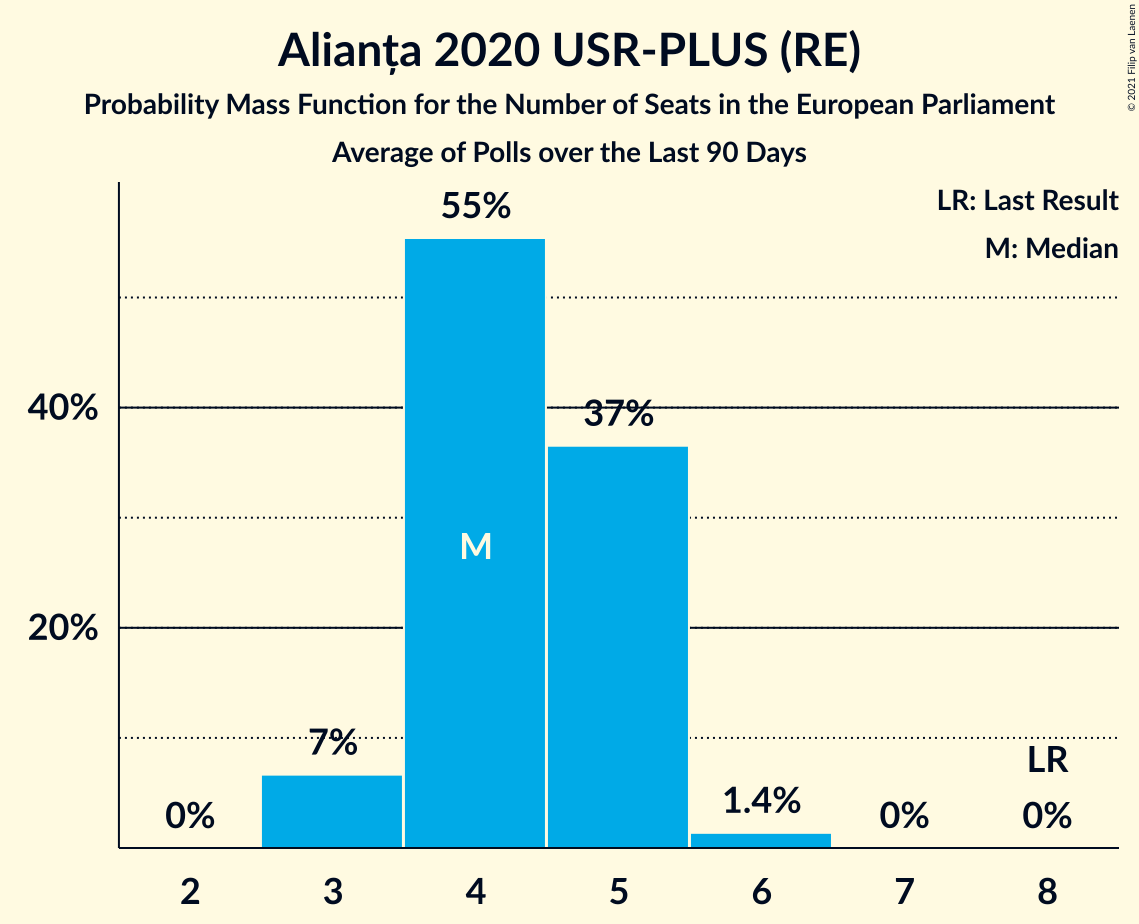 Alianța 2020 USR-PLUS (RE)
Probability Mass Function for the Number of Seats in the European Parliament
Average of Polls over the Last 90 Days
© 2021 Filip van Laenen
LR: Last Result
M: Median
55%
40%
37%
M
20%
7%
LR
0%
1.4%
0%
0%
2
3
4
5
6
7
8